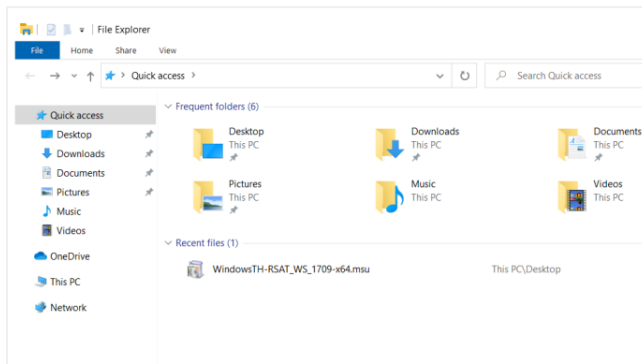 File Explorer
File Home Share View
Quick access Search Quick access
Quick access
Desktop
Downloads
Documents
Pictures
Music
Videos
OneDrive
This PC
Network
Frequent folders (6)
Desktop
This PC
Downloads
This PC
Documents
This PC
Pictures
This PC
Music
This PC
Videos
This PC
Recent files (1)
WindowsTH-RSAT_WS_1709-x64.msu This PC\Desktop